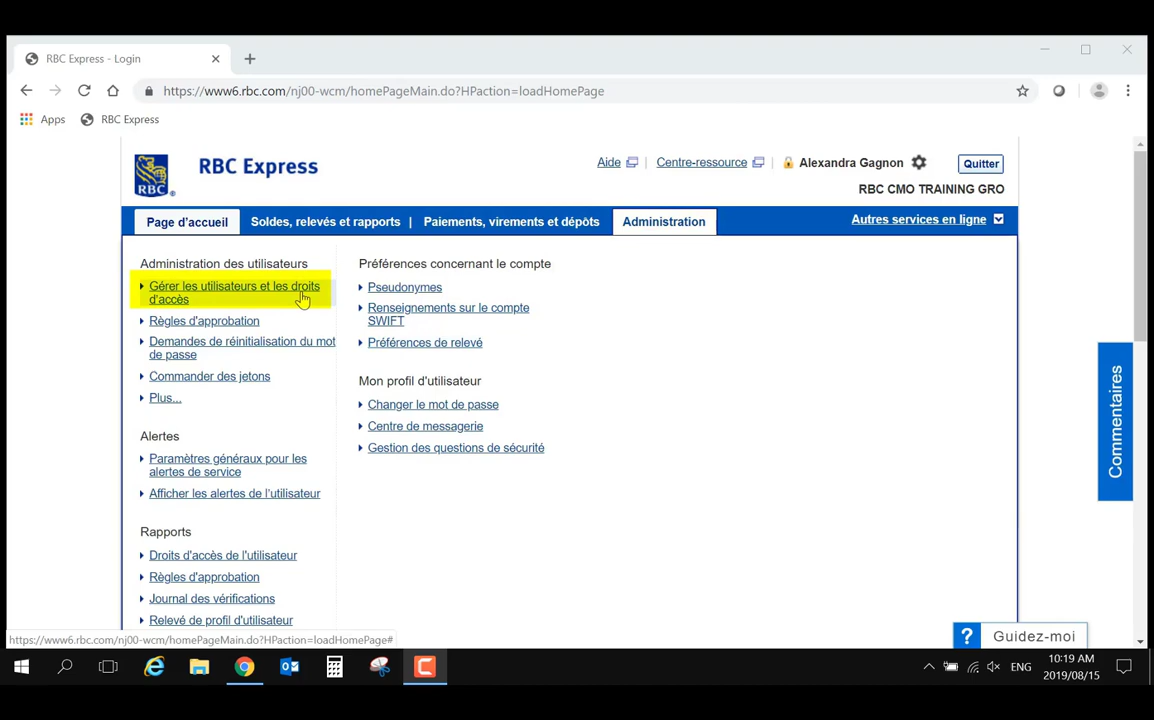 RBC Express - Login
https://www6.rbc.com/nj00-wcm/homePageMain.do?HPaction=loadHomePage
Apps RBC Express
RBC
RBC Express
Aide | Centre-ressource | Alexandra Gagnon Quitter
RBC CMO TRAINING GRO
Page d'accueil Soldes, relevés et rapports | Paiements, virements et dépôts Administration Autres services en ligne
Administration des utilisateurs
Gérer les utilisateurs et les droits
d'accès
Règles d'approbation
Demandes de réinitialisation du mot
de passe
Commander des jetons
Plus...
Alertes
Paramètres généraux pour les
alertes de service
Afficher les alertes de l'utilisateur
Rapports
Droits d'accès de l'utilisateur
Règles d'approbation
Journal des vérifications
Relevé de profil d'utilisateur
Préférences concernant le compte
Pseudonymes
Renseignements sur le compte
SWIFT
Préférences de relevé
Mon profil d'utilisateur
Changer le mot de passe
Centre de messagerie
Gestion des questions de sécurité
Commentaires
https://www6.rbc.com/nj00-wcm/homePageMain.do?HPaction=loadHomePage#
? Guidez-moi
ENG
10:19 AM
2019/08/15